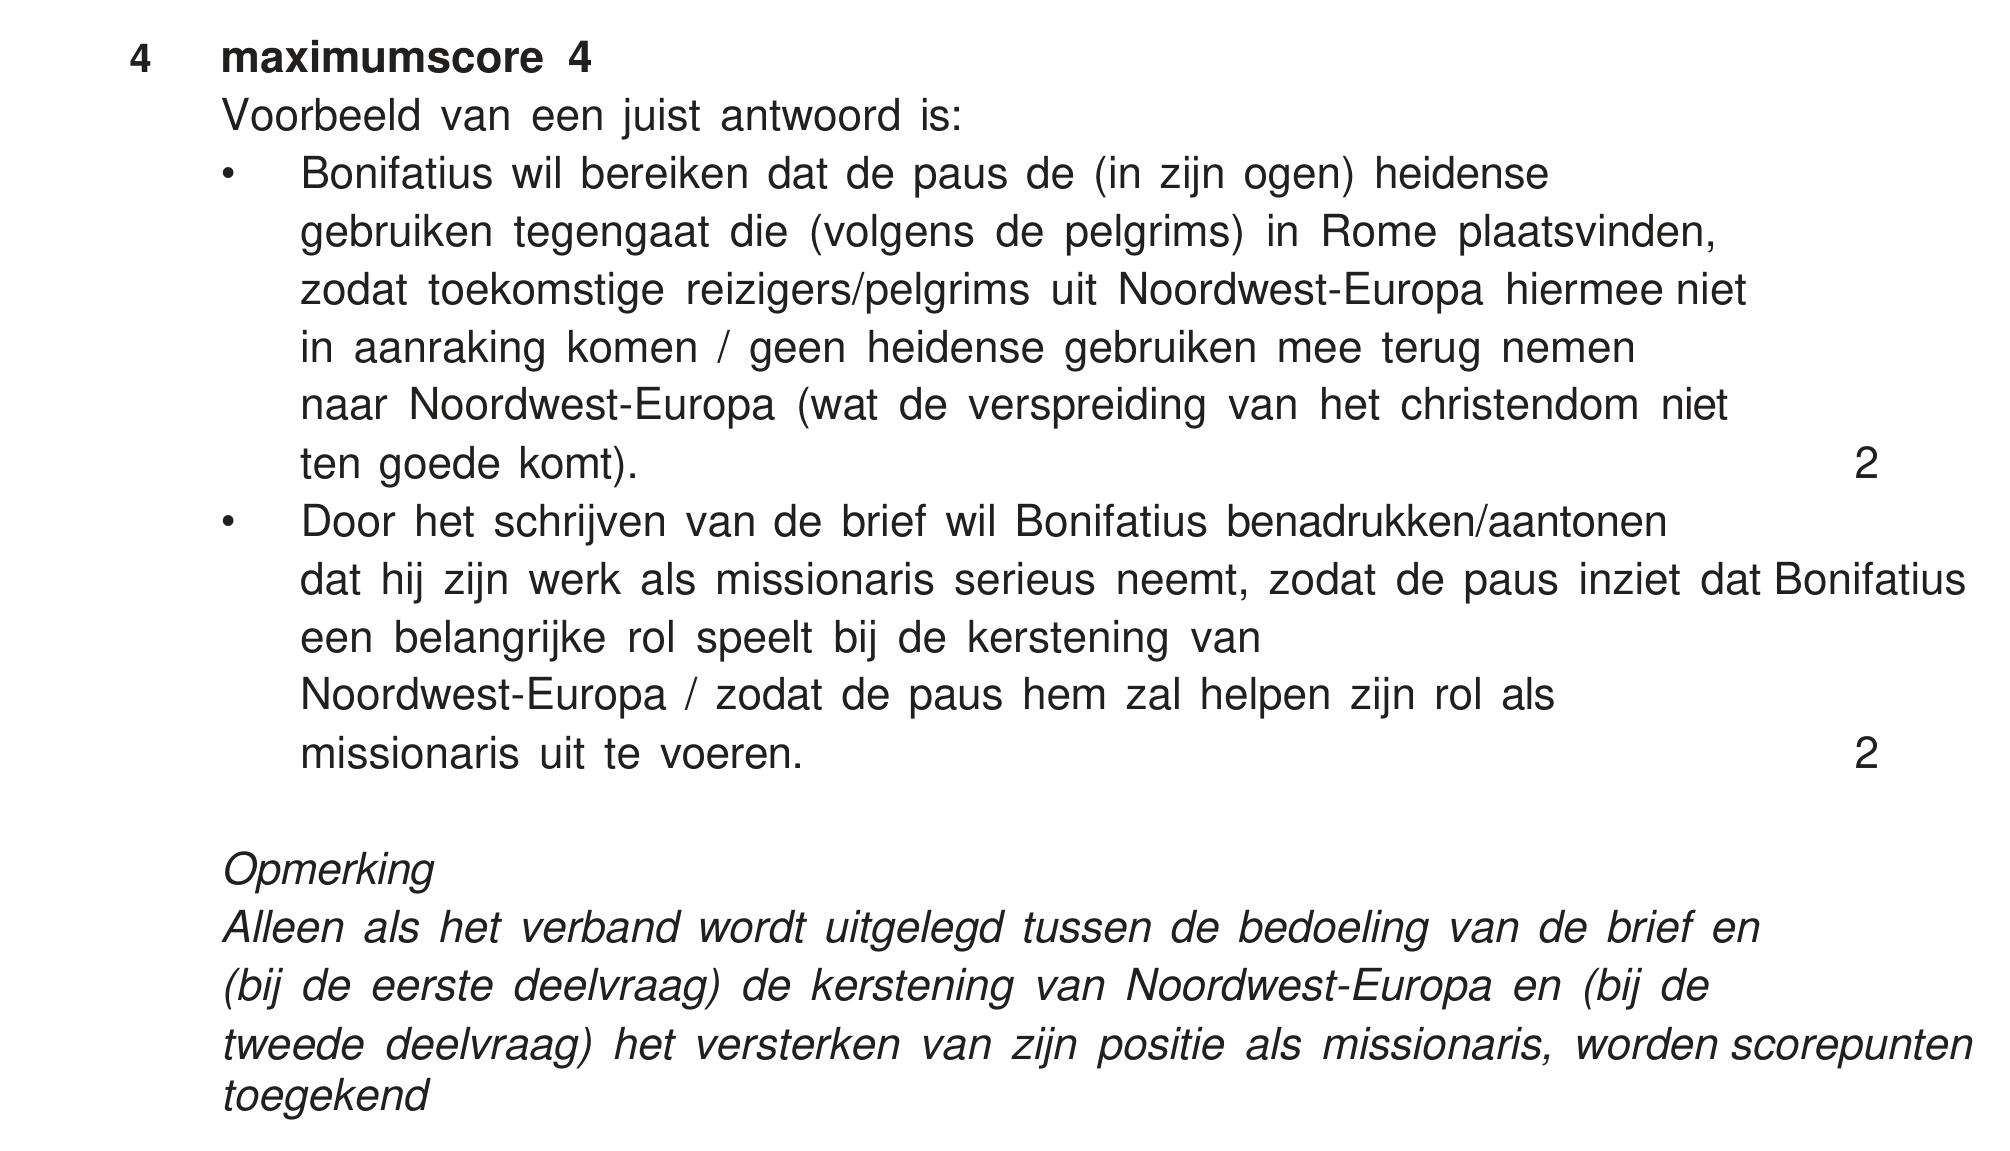 4 maximumscore 4
Voorbeeld van een juist antwoord is:
• Bonifatius wil bereiken dat de paus de (in zijn ogen) heidense
gebruiken tegengaat die (volgens de pelgrims) in Rome plaatsvinden,
zodat toekomstige reizigers/pelgrims uit Noordwest-Europa hiermee niet
in aanraking komen / geen heidense gebruiken mee terug nemen
naar Noordwest-Europa (wat de verspreiding van het christendom niet
ten goede komt). 2
• Door het schrijven van de brief wil Bonifatius benadrukken/aantonen
dat hij zijn werk als missionaris serieus neemt, zodat de paus inziet dat Bonifatius
een belangrijke rol speelt bij de kerstening van
Noordwest-Europa / zodat de paus hem zal helpen zijn rol als
missionaris uit te voeren. 2
Opmerking
Alleen als het verband wordt uitgelegd tussen de bedoeling van de brief en
(bij de eerste deelvraag) de kerstening van Noordwest-Europa en (bij de
tweede deelvraag) het versterken van zijn positie als missionaris, worden scorepunten
toegekend